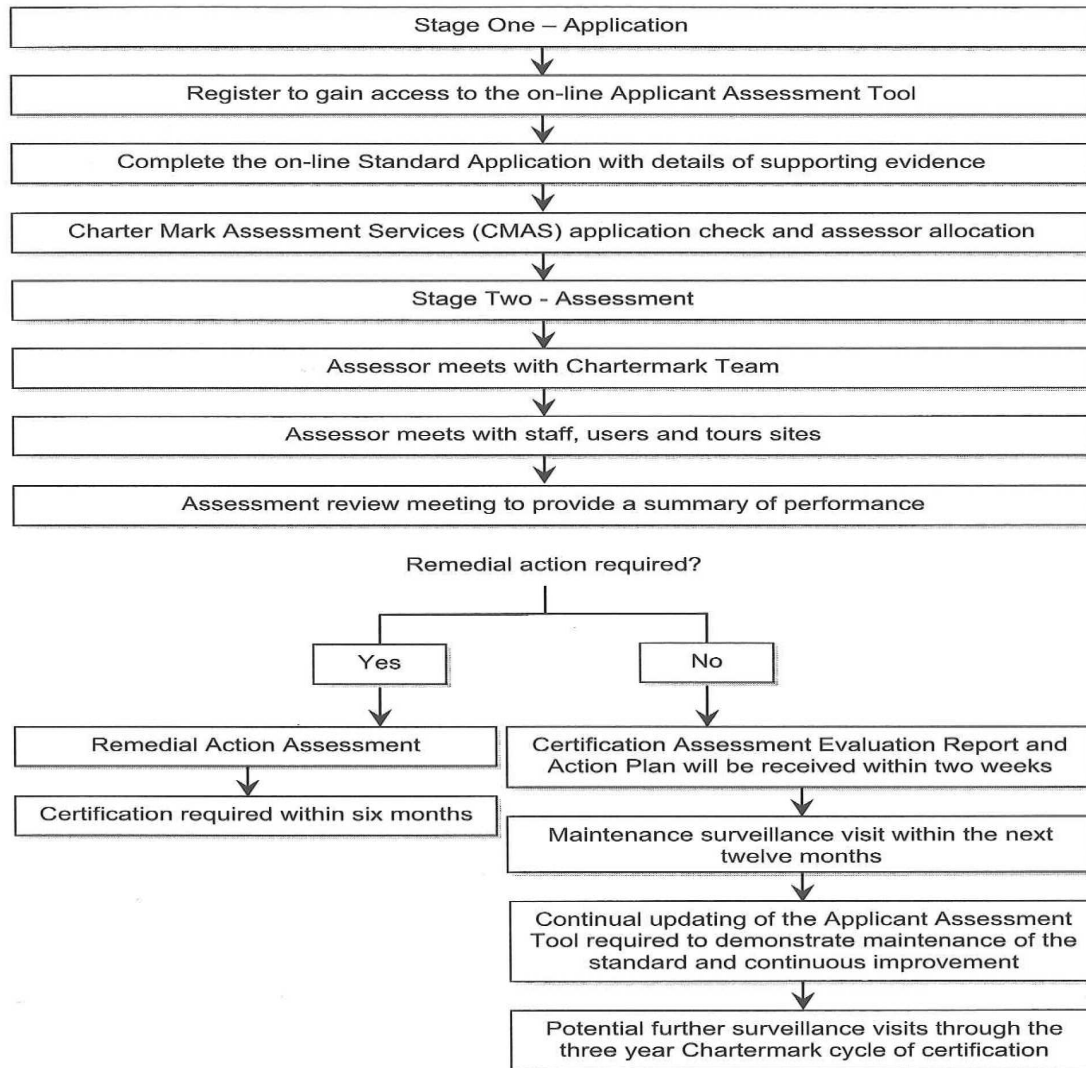 Stage One – Application
Register to gain access to the on-line Applicant Assessment Tool
Complete the on-line Standard Application with details of supporting evidence
Charter Mark Assessment Services (CMAS) application check and assessor allocation
Stage Two - Assessment
Assessor meets with Chartermark Team
Assessor meets with staff, users and tours sites
Assessment review meeting to provide a summary of performance
Remedial action required?
Yes
No
Remedial Action Assessment
Certification required within six months
Certification Assessment Evaluation Report and
Action Plan will be received within two weeks
Maintenance surveillance visit within the next
twelve months
Continual updating of the Applicant Assessment
Tool required to demonstrate maintenance of the
standard and continuous improvement
Potential further surveillance visits through the
three year Chartermark cycle of certification